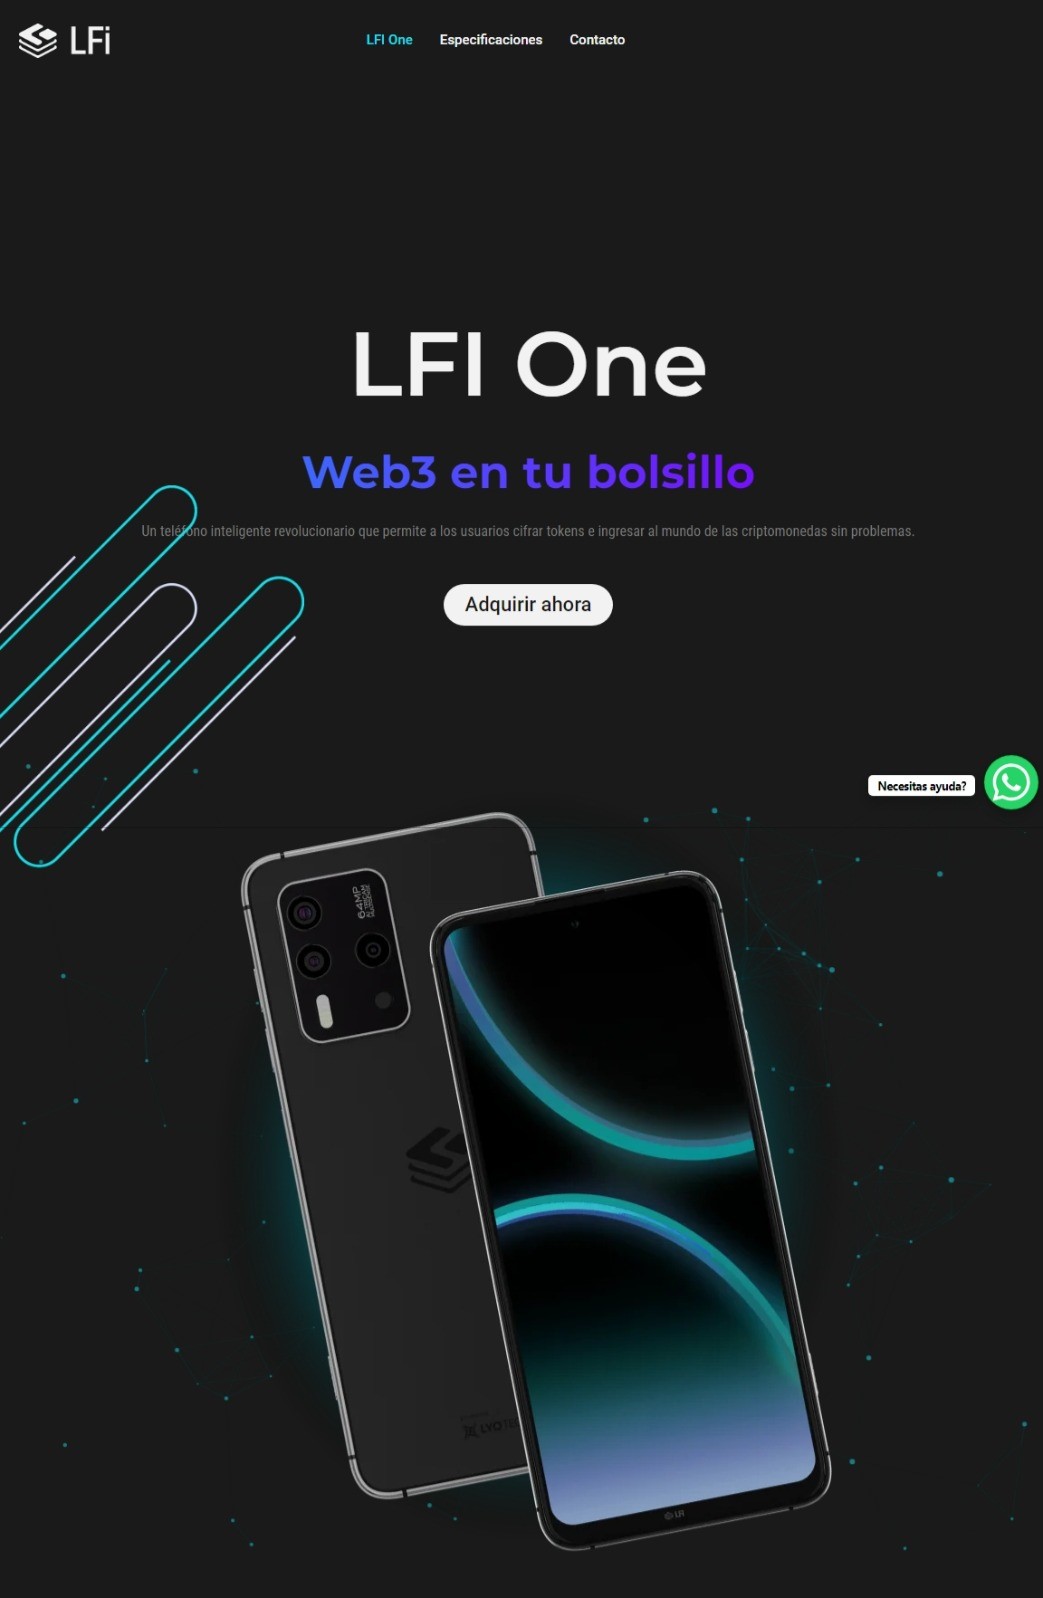 LFi
LFI One
Especificaciones
Contacto
LFI One
Web3 en tu bolsillo
Un teléfono inteligente revolucionario que permite a los usuarios cifrar tokens e ingresar al mundo de las criptomonedas sin problemas.
Adquirir ahora
Necesitas ayuda?
64MP
LFi